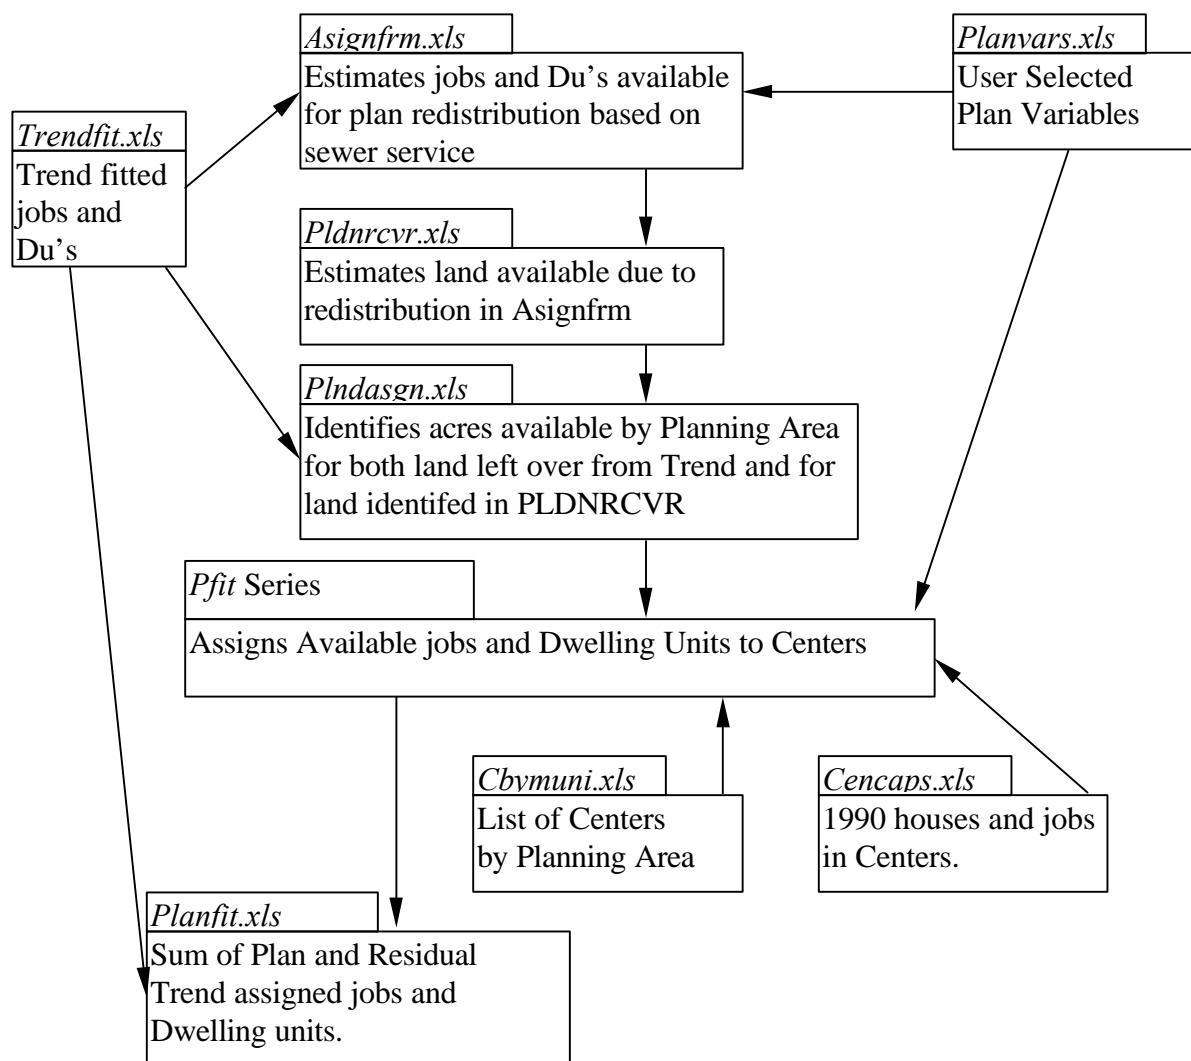 Asignfrm.xls
Estimates jobs and Du's available
for plan redistribution based on
sewer service
Planvars.xls
User Selected
Plan Variables
Trendfit.xls
Trend fitted
jobs and
Du's
Pldnrcvr.xls
Estimates land available due to
redistribution in Asignfrm
Plndasgn.xls
Identifies acres available by Planning Area
for both land left over from Trend and for
land identifed in PLDNRCVR
Pfit Series
Assigns Available jobs and Dwelling Units to Centers
Cbymuni.xls
List of Centers
by Planning Area
Cencaps.xls
1990 houses and jobs
in Centers.
Planfit.xls
Sum of Plan and Residual
Trend assigned jobs and
Dwelling units.